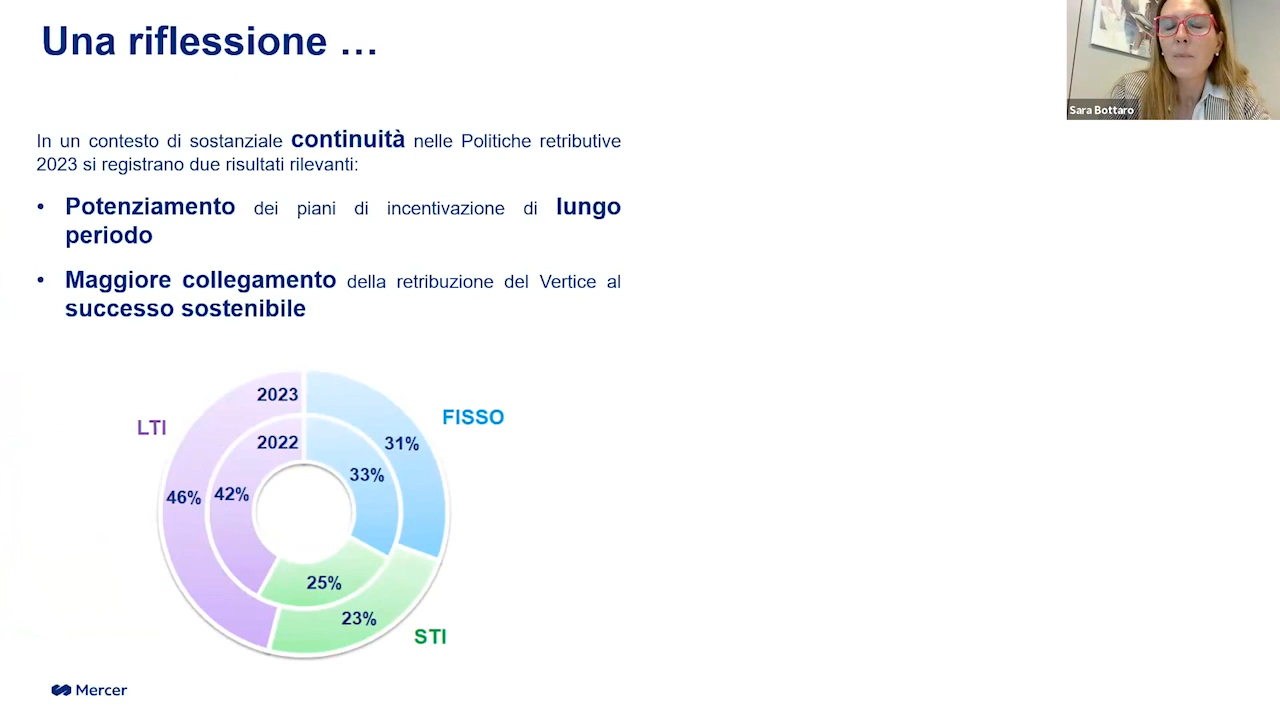 Una riflessione …
Sara Bottaro
In un contesto di sostanziale continuità nelle Politiche retributive
2023 si registrano due risultati rilevanti:
• Potenziamento dei piani di incentivazione di lungo
periodo
• Maggiore collegamento della retribuzione del Vertice al
successo sostenibile
2023
FISSO
LTI
2022
31%
33%
46%
42%
25%
23%
STI
Mercer